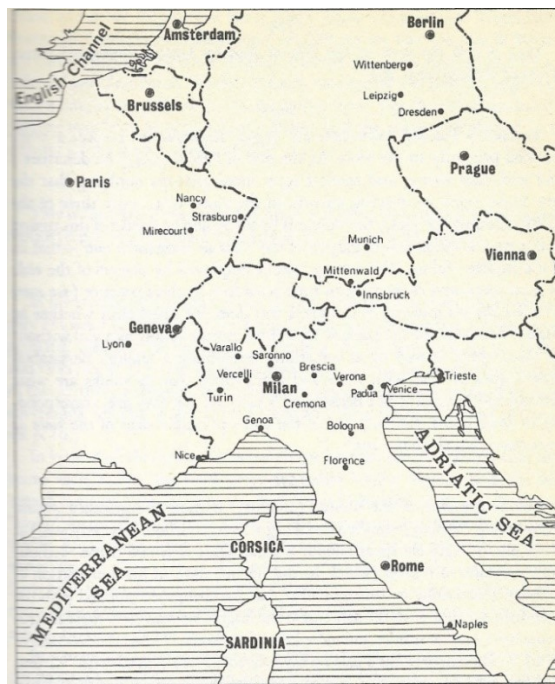 Amsterdam
Berlin
English Channel
Wittenberg
Brussels
Leipzig
Dresden
Prague
Paris
Nancy
Strasburg
Mirecourt
Munich
Vienna
Mittenwald
Innsbruck
Geneva
Lyon
Varallo
Saronno
Vercelli
Milan
Brescia
Verona
Trieste
Turin
Cremona
Padua
Venice
Genoa
Bologna
Nice
Florence
ADRIATIC SEA
MEDITERRANEAN
SEA
CORSICA
Rome
SARDINIA
Naples